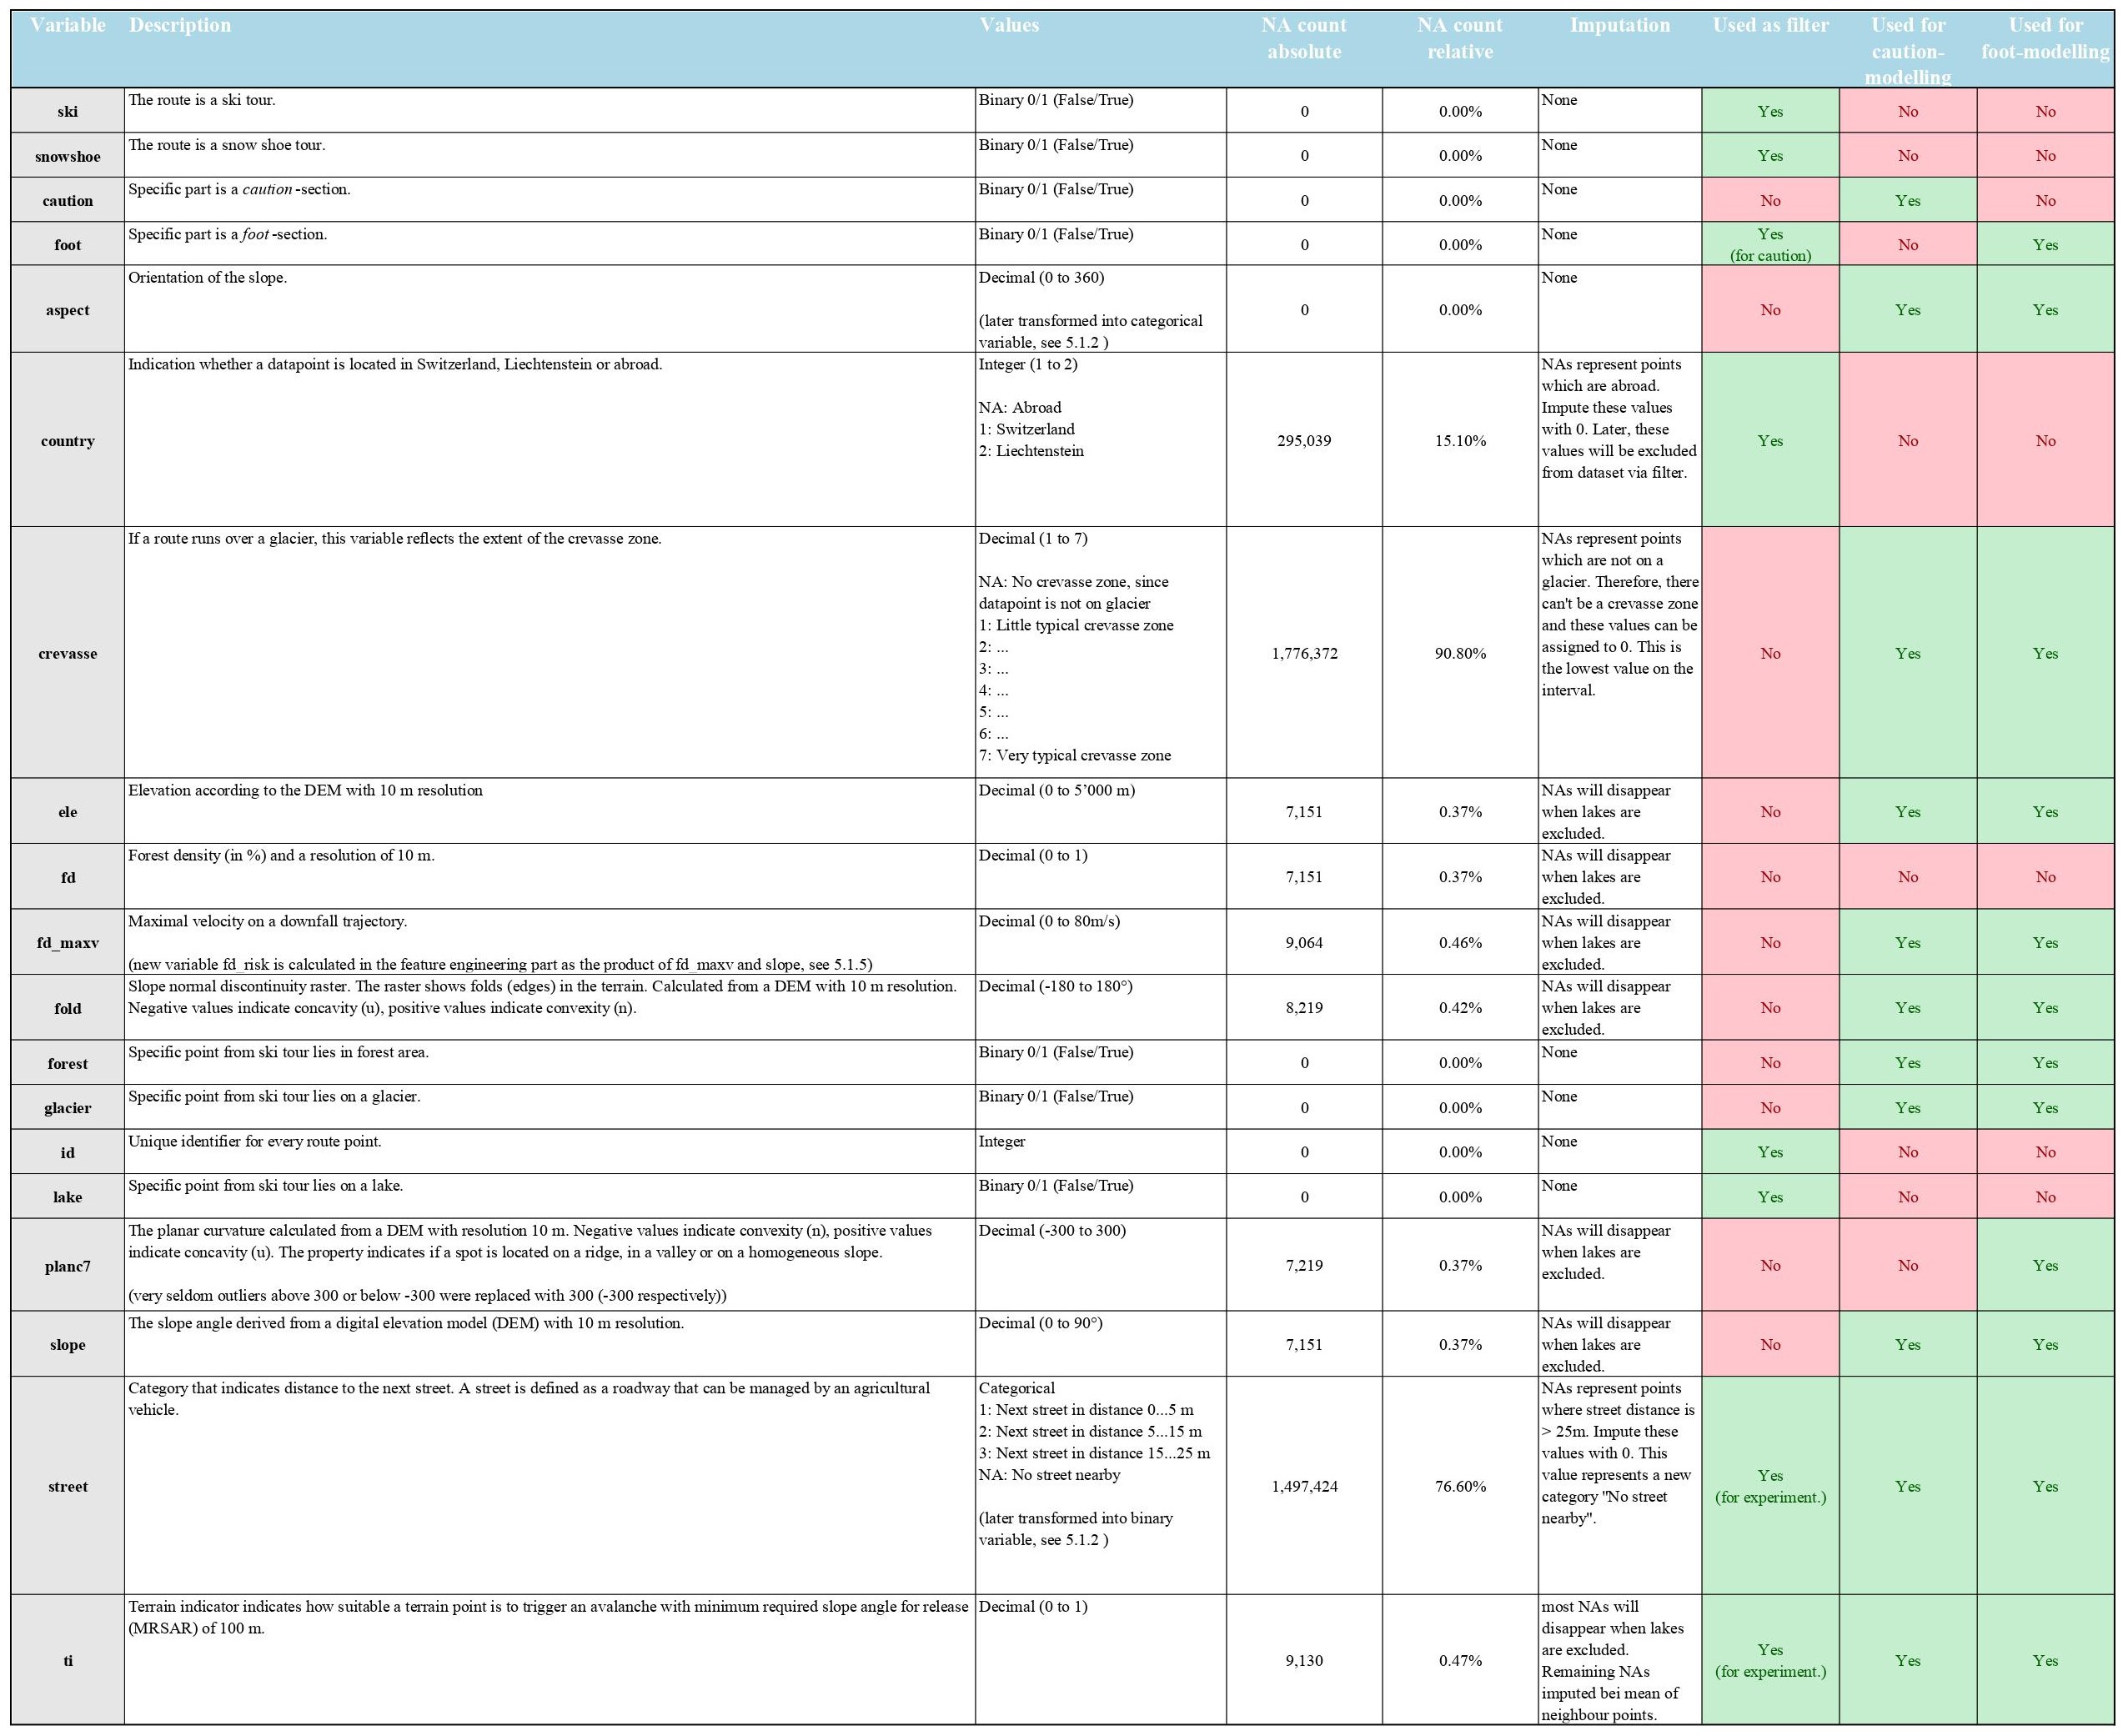 Variable Description Values NA count absolute NA count relative Imputation Used as filter Used for caution-modelling Used for foot-modelling
ski The route is a ski tour. Binary 0/1 (False/True) 0 0.00% None Yes No No
snowshoe The route is a snow shoe tour. Binary 0/1 (False/True) 0 0.00% None Yes No No
caution Specific part is a caution -section. Binary 0/1 (False/True) 0 0.00% None No Yes No
foot Specific part is a foot -section. Binary 0/1 (False/True) 0 0.00% None Yes (for caution) No Yes
aspect Orientation of the slope. Decimal (0 to 360)
(later transformed into categorical
variable, see 5.1.2 ) 0 0.00% None No Yes Yes
country Indication whether a datapoint is located in Switzerland, Liechtenstein or abroad. Integer (1 to 2)
NA: Abroad
1: Switzerland
2: Liechtenstein
295,039 15.10%
NAs represent points
which are abroad.
Impute these values
with 0. Later, these
values will be excluded
from dataset via filter.
Yes No No
crevasse If a route runs over a glacier, this variable reflects the extent of the crevasse zone. Decimal (1 to 7)
NA: No crevasse zone, since
datapoint is not on glacier
1: Little typical crevasse zone
2: ...
3: ...
4: ...
5: ...
6: ...
7: Very typical crevasse zone
1,776,372 90.80%
NAs represent points
which are not on a
glacier. Therefore, there
can't be a crevasse zone
and these values can be
assigned to 0. This is
the lowest value on the
interval.
No Yes Yes
ele Elevation according to the DEM with 10 m resolution Decimal (0 to 5’000 m) 7,151 0.37%
NAs will disappear
when lakes are
excluded.
No Yes Yes
fd Forest density (in %) and a resolution of 10 m. Decimal (0 to 1) 7,151 0.37%
NAs will disappear
when lakes are
excluded.
No No No
fd_maxv Maximal velocity on a downfall trajectory.
(new variable fd_risk is calculated in the feature engineering part as the product of fd_maxv and slope, see 5.1.5)
Decimal (0 to 80m/s) 9,064 0.46%
NAs will disappear
when lakes are
excluded.
No Yes Yes
fold Slope normal discontinuity raster. The raster shows folds (edges) in the terrain. Calculated from a DEM with 10 m resolution.
Negative values indicate concavity (u), positive values indicate convexity (n).
Decimal (-180 to 180°) 8,219 0.42%
NAs will disappear
when lakes are
excluded.
No Yes Yes
forest Specific point from ski tour lies in forest area. Binary 0/1 (False/True) 0 0.00% None No Yes Yes
glacier Specific point from ski tour lies on a glacier. Binary 0/1 (False/True) 0 0.00% None No Yes Yes
id Unique identifier for every route point. Integer 0 0.00% None Yes No No
lake Specific point from ski tour lies on a lake. Binary 0/1 (False/True) 0 0.00% None Yes No No
planc7 The planar curvature calculated from a DEM with resolution 10 m. Negative values indicate convexity (n), positive values
indicate concavity (u). The property indicates if a spot is located on a ridge, in a valley or on a homogeneous slope.
(very seldom outliers above 300 or below -300 were replaced with 300 (-300 respectively))
Decimal (-300 to 300) 7,219 0.37%
NAs will disappear
when lakes are
excluded.
No No Yes
slope The slope angle derived from a digital elevation model (DEM) with 10 m resolution. Decimal (0 to 90°) 7,151 0.37%
NAs will disappear
when lakes are
excluded.
No Yes Yes
street Category that indicates distance to the next street. A street is defined as a roadway that can be managed by an agricultural
vehicle.
Categorical
1: Next street in distance 0...5 m
2: Next street in distance 5...15 m
3: Next street in distance 15...25 m
NA: No street nearby
(later transformed into binary
variable, see 5.1.2 )
1,497,424 76.60%
NAs represent points
where street distance is
> 25m. Impute these
values with 0. This
value represents a new
category "No street
nearby".
Yes
(for experiment.)
Yes Yes
ti Terrain indicator indicates how suitable a terrain point is to trigger an avalanche with minimum required slope angle for release
(MRSAR) of 100 m.
Decimal (0 to 1) 9,130 0.47%
most NAs will
disappear when lakes
are excluded.
Remaining NAs
imputed bei mean of
neighbour points.
Yes
(for experiment.)
Yes Yes